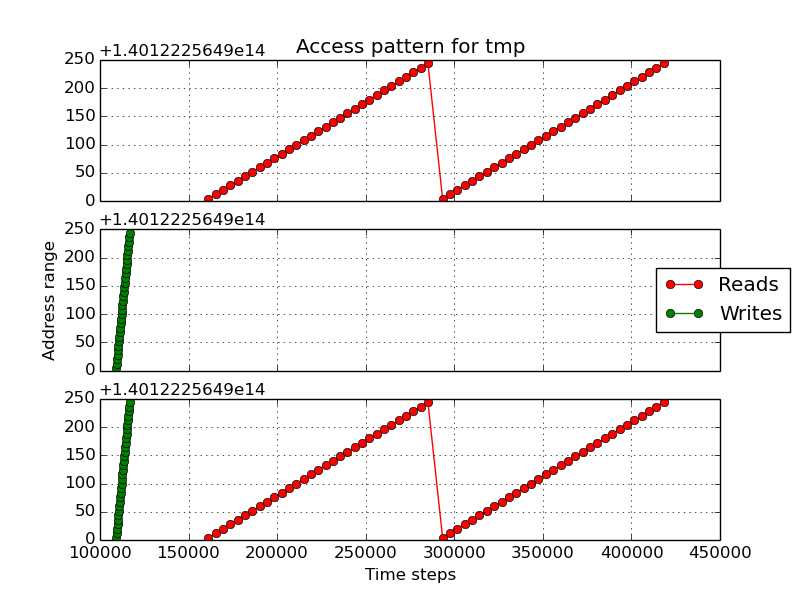 Access pattern for tmp
+1.4012225649e14
250
200
150
100
50
0
+1.4012225649e14
250
200
150
100
50
0
Address range
Reads
Writes
+1.4012225649e14
250
200
150
100
50
0
100000 150000 200000 250000 300000 350000 400000 450000
Time steps